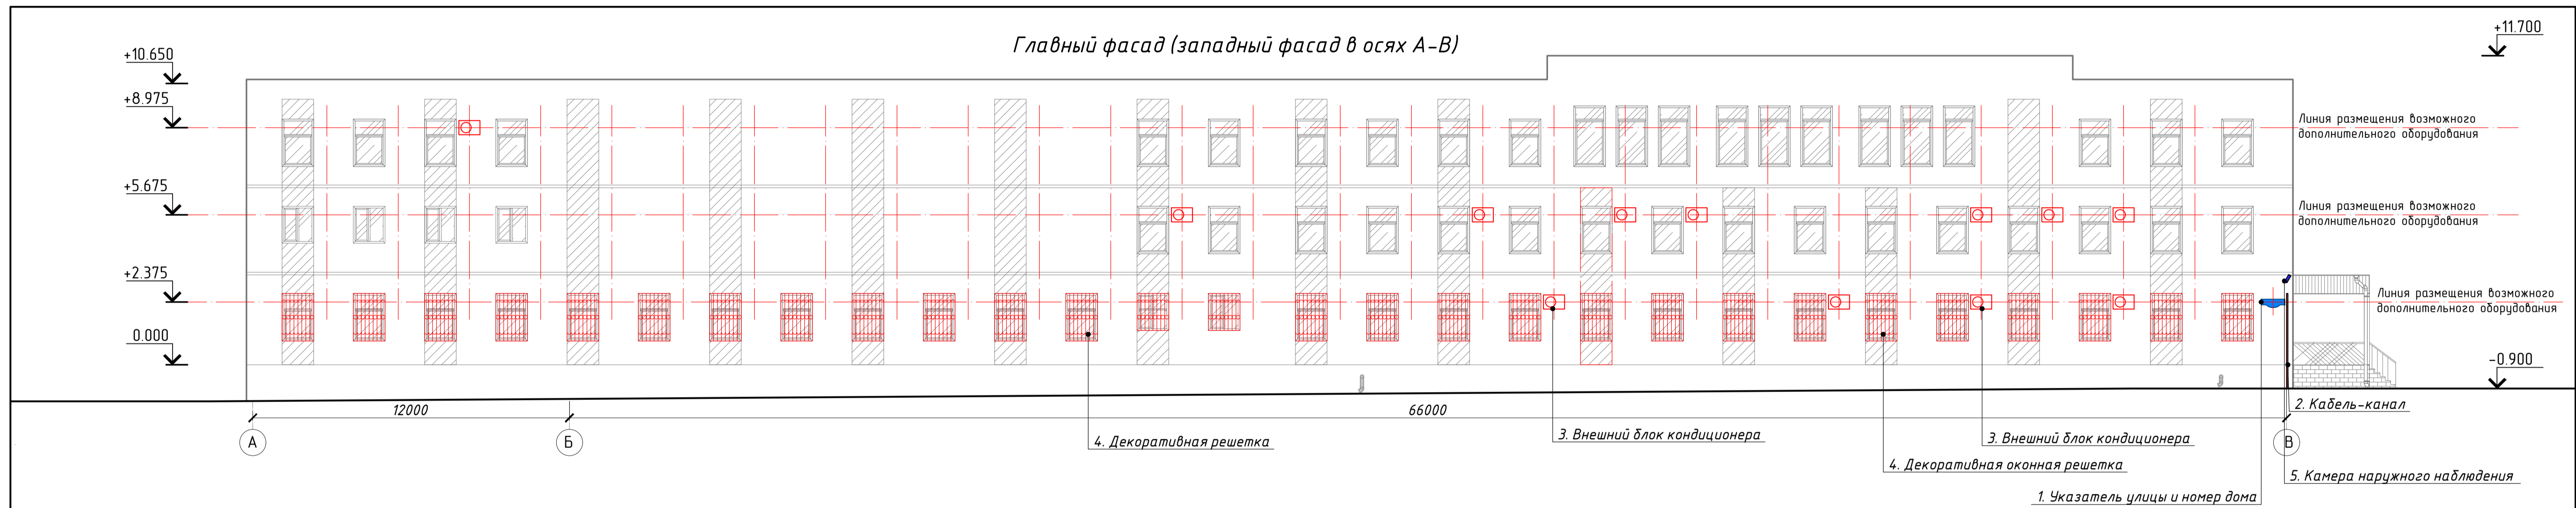 Главный фасад (западный фасад в осях А-В)
+11.700
+10.650
+8.975
Линия размещения возможного
дополнительного оборудования
+5.675
Линия размещения возможного
дополнительного оборудования
+2.375
Линия размещения возможного
дополнительного оборудования
0.000
-0.900
12000
66000
2. Кабель-канал
А
Б
В
4. Декоративная решетка
3. Внешний блок кондиционера
3. Внешний блок кондиционера
4. Декоративная оконная решетка
5. Камера наружного наблюдения
1. Указатель улицы и номер дома